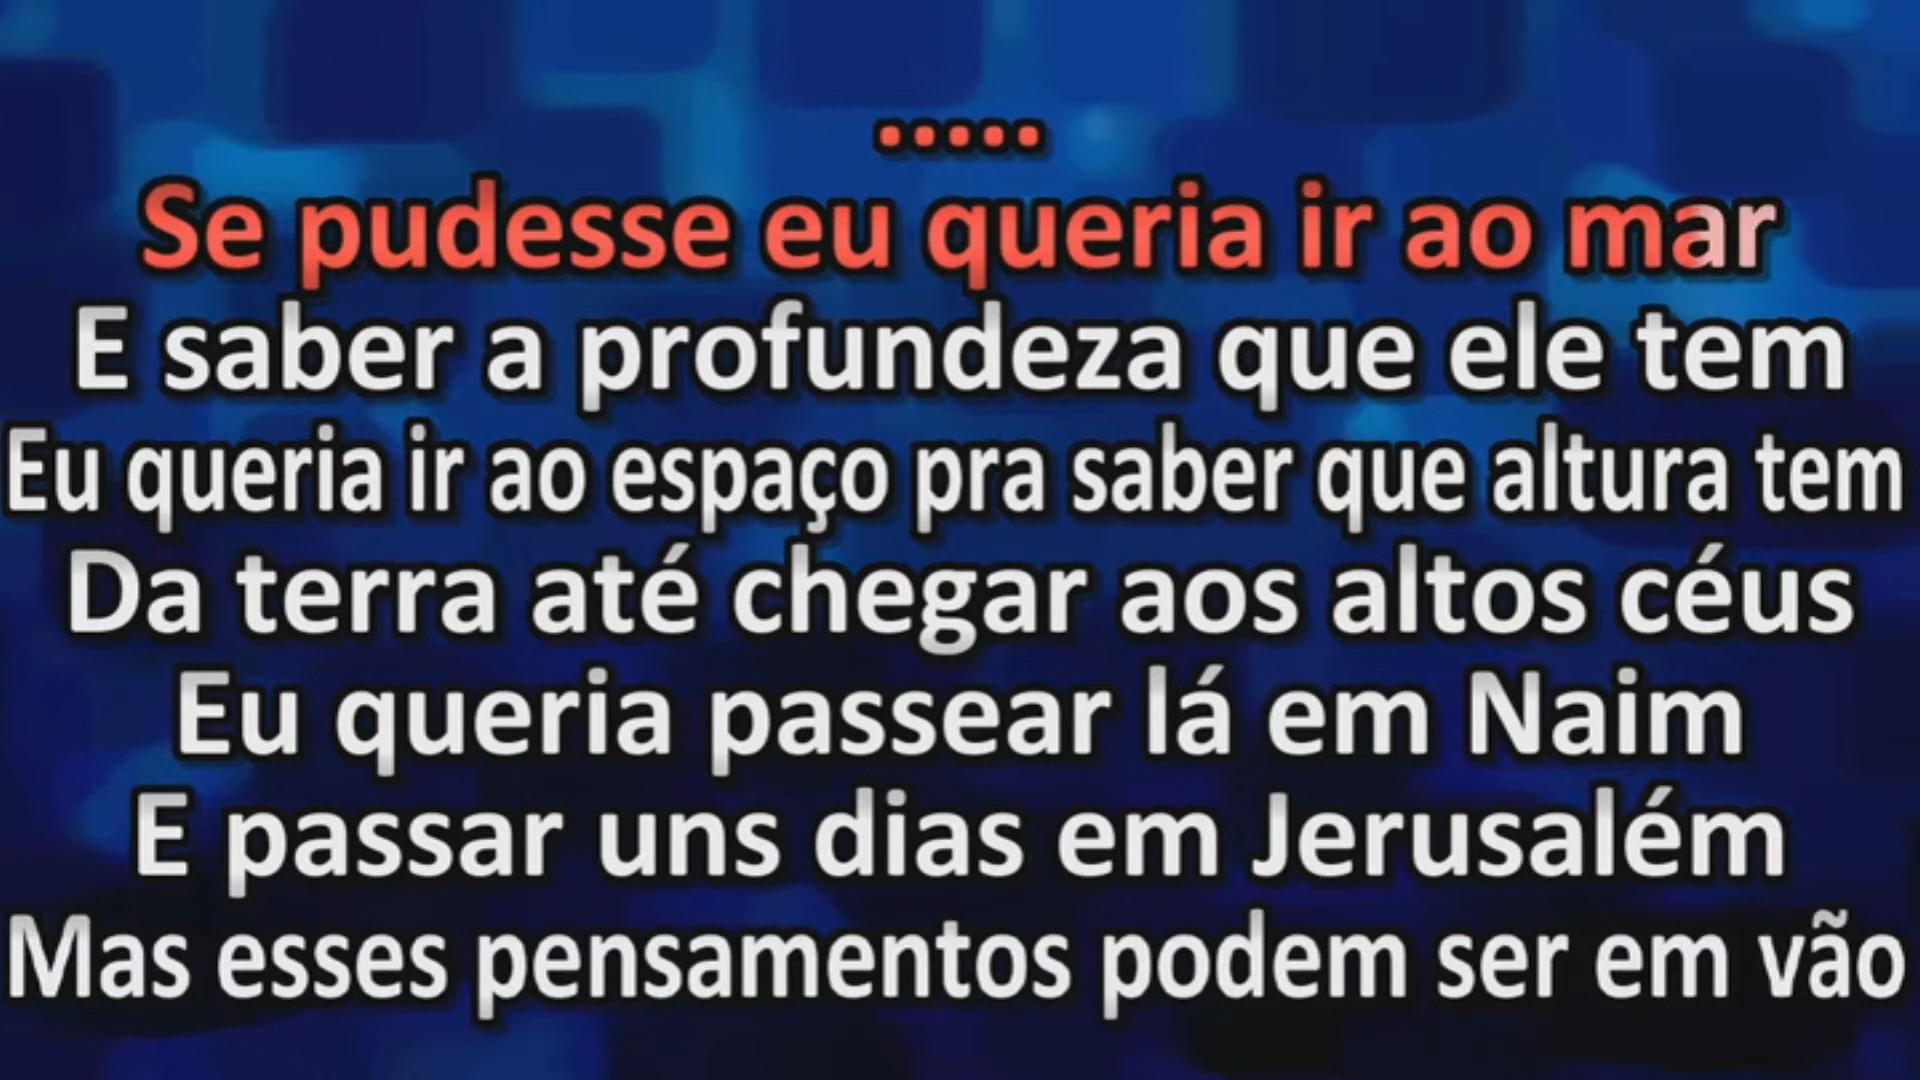 .....
Se pudesse eu queria ir ao mar
E saber a profundeza que ele tem
Eu queria ir ao espaço pra saber que altura tem
Da terra até chegar aos altos céus
Eu queria passear lá em Naim
E passar uns dias em Jerusalém
Mas esses pensamentos podem ser em vão